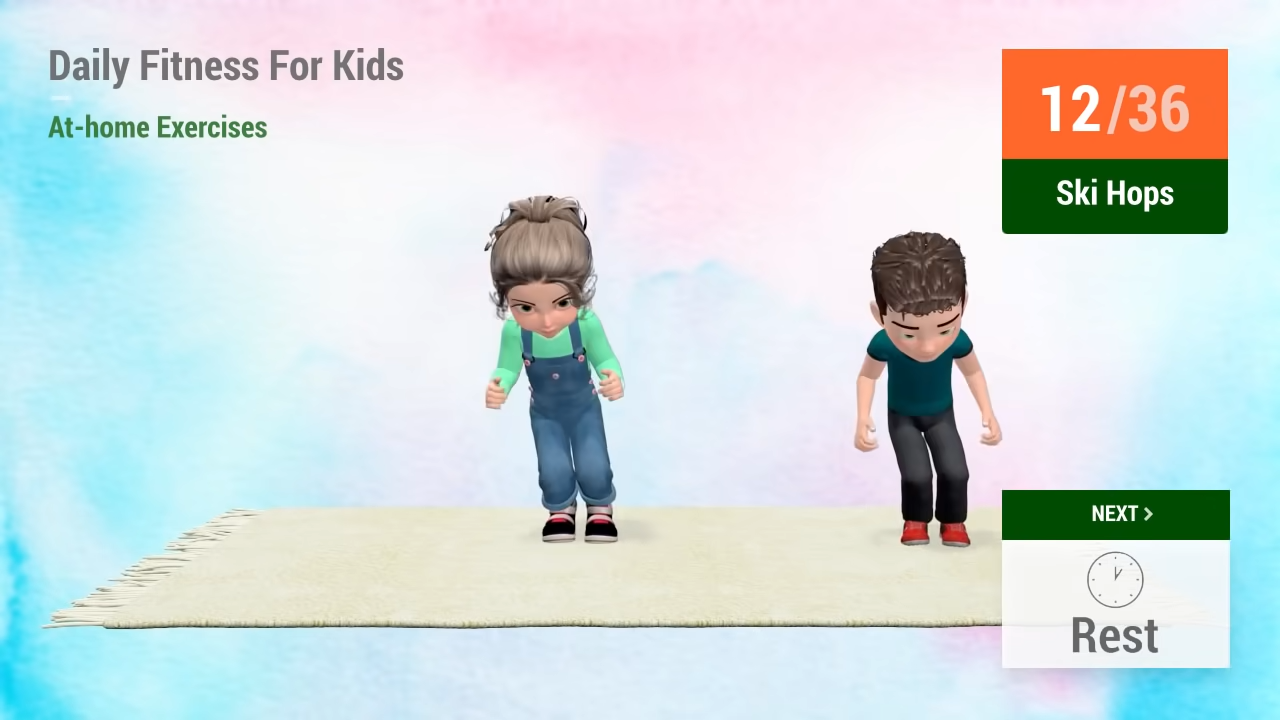 Daily Fitness For Kids
At-home Exercises
12/36
Ski Hops
NEXT >
Rest